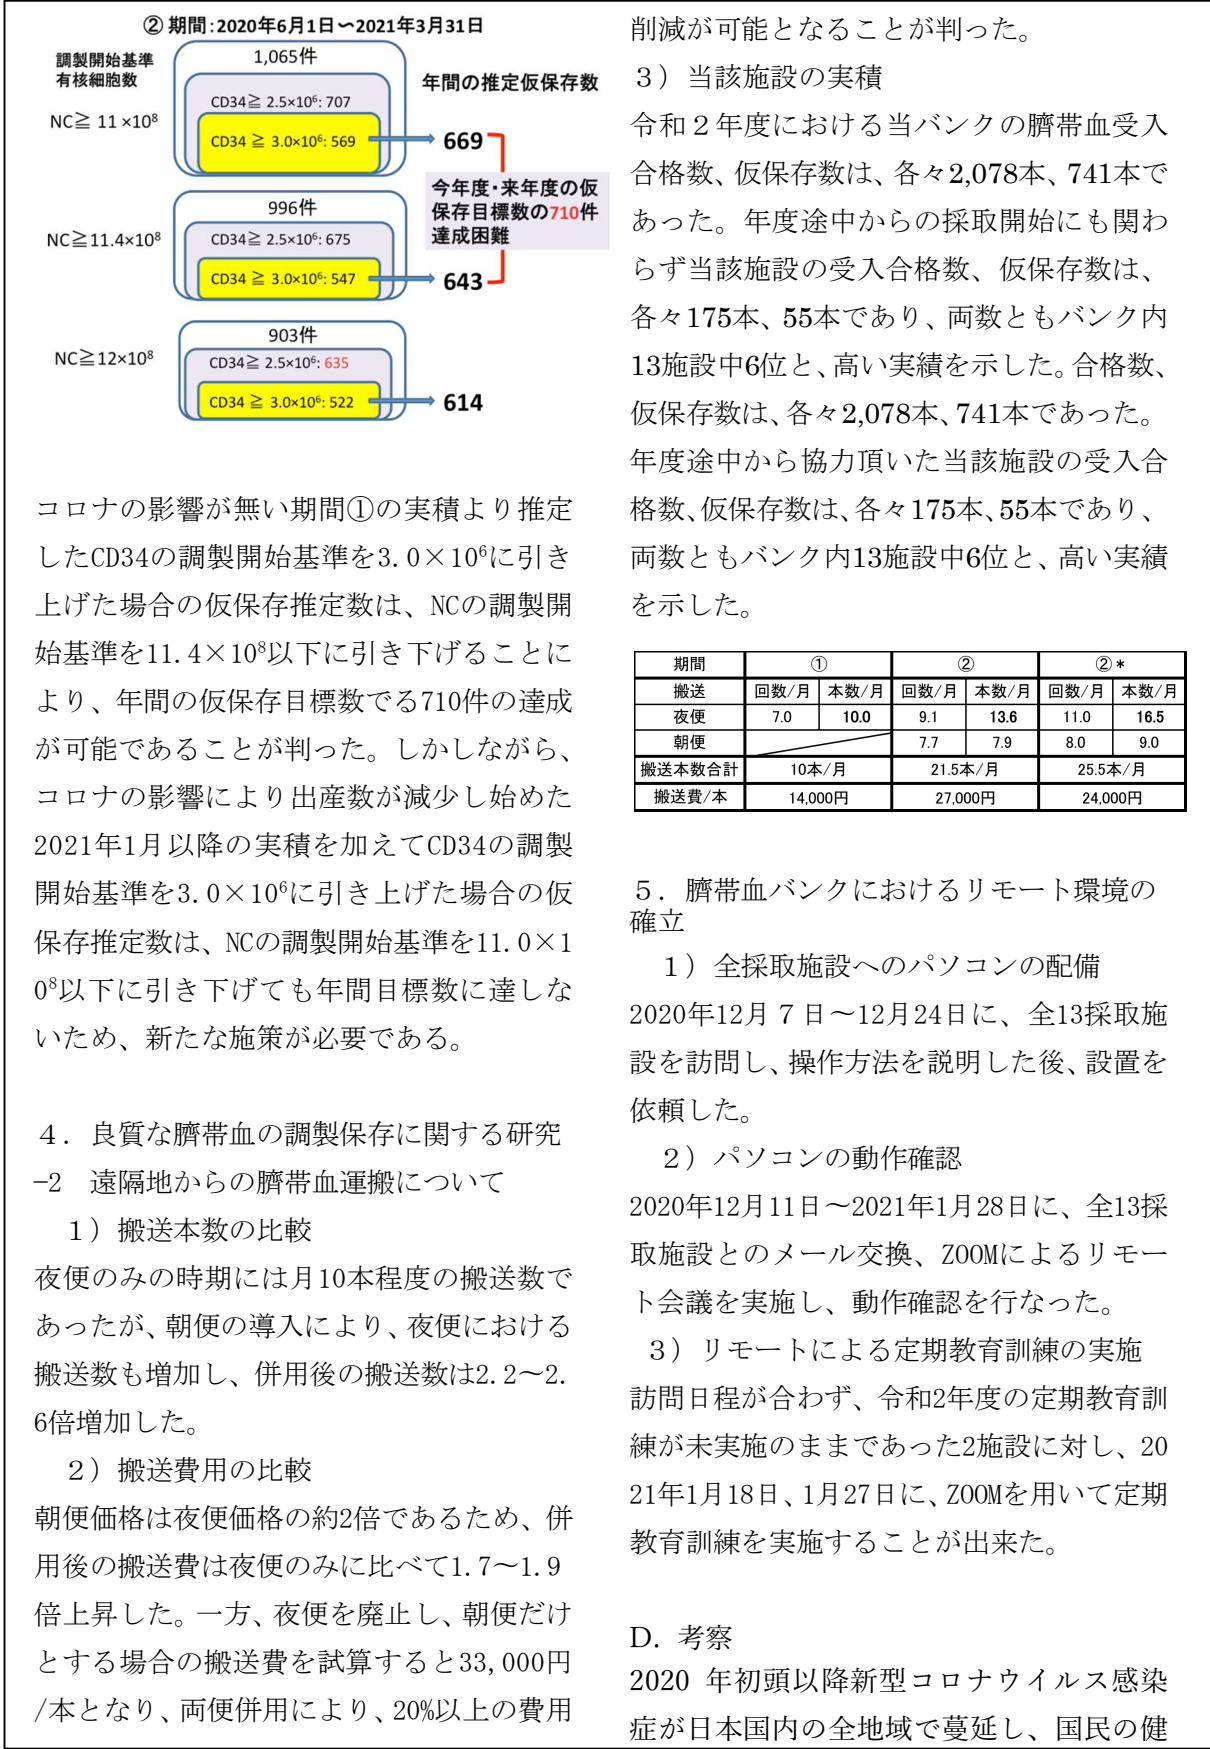 ② 期間:2020年6月1日〜2021年3月31日
調製開始基準
有核細胞数
年間の推定仮保存数
1,065件
CD34≧ 2.5×10⁶: 707
NC≧ 11 ×10⁸
CD34 ≧ 3.0×10⁶: 569
669
今年度・来年度の仮
保存目標数の710件
達成困難
996件
NC≧11.4×10⁸
CD34≧ 2.5×10⁶: 675
CD34 ≧ 3.0×10⁶: 547
643
903件
NC≧12×10⁸
CD34≧ 2.5×10⁶: 635
CD34 ≧ 3.0×10⁶: 522
614
コロナの影響が無い期間①の実績より推定
したCD34の調製開始基準を3.0×10⁶に引き
上げた場合の仮保存推定数は、NCの調製開
始基準を11.4×10⁸以下に引き下げることに
より、年間の仮保存目標数でる710件の達成
が可能であることが判った。しかしながら、
コロナの影響により出産数が減少し始めた
2021年1月以降の実績を加えてCD34の調製
開始基準を3.0×10⁶に引き上げた場合の仮
保存推定数は、NCの調製開始基準を11.0×1
0⁸以下に引き下げても年間目標数に達しな
いため、新たな施策が必要である。
４．良質な臍帯血の調製保存に関する研究
−2　遠隔地からの臍帯血運搬について
１）搬送本数の比較
夜便のみの時期には月10本程度の搬送数で
あったが、朝便の導入により、夜便における
搬送数も増加し、併用後の搬送数は2.2〜2.
6倍増加した。
２）搬送費用の比較
朝便価格は夜便価格の約2倍であるため、併
用後の搬送費は夜便のみに比べて1.7〜1.9
倍上昇した。一方、夜便を廃止し、朝便だけ
とする場合の搬送費を試算すると33,000円
/本となり、両便併用により、20%以上の費用
削減が可能となることが判った。
３）当該施設の実積
令和２年度における当バンクの臍帯血受入
合格数、仮保存数は、各々2,078本、741本で
あった。年度途中からの採取開始にも関わ
らず当該施設の受入合格数、仮保存数は、
各々175本、55本であり、両数ともバンク内
13施設中6位と、高い実績を示した。合格数、
仮保存数は、各々2,078本、741本であった。
年度途中から協力頂いた当該施設の受入合
格数、仮保存数は、各々175本、55本であり、
両数ともバンク内13施設中6位と、高い実績
を示した。
期間 ① ② ②＊
搬送 回数/月 本数/月 回数/月 本数/月 回数/月 本数/月
夜便 7.0 10.0 9.1 13.6 11.0 16.5
朝便 7.7 7.9 8.0 9.0
搬送本数合計 10本/月 21.5本/月 25.5本/月
搬送費/本 14,000円 27,000円 24,000円
５．臍帯血バンクにおけるリモート環境の
確立
１）全採取施設へのパソコンの配備
2020年12月７日〜12月24日に、全13採取施
設を訪問し、操作方法を説明した後、設置を
依頼した。
２）パソコンの動作確認
2020年12月11日〜2021年1月28日に、全13採
取施設とのメール交換、ZOOMによるリモー
ト会議を実施し、動作確認を行なった。
３）リモートによる定期教育訓練の実施
訪問日程が合わず、令和2年度の定期教育訓
練が未実施のままであった2施設に対し、20
21年1月18日、1月27日に、ZOOMを用いて定期
教育訓練を実施することが出来た。
D. 考察
2020 年初頭以降新型コロナウイルス感染
症が日本国内の全地域で蔓延し、国民の健